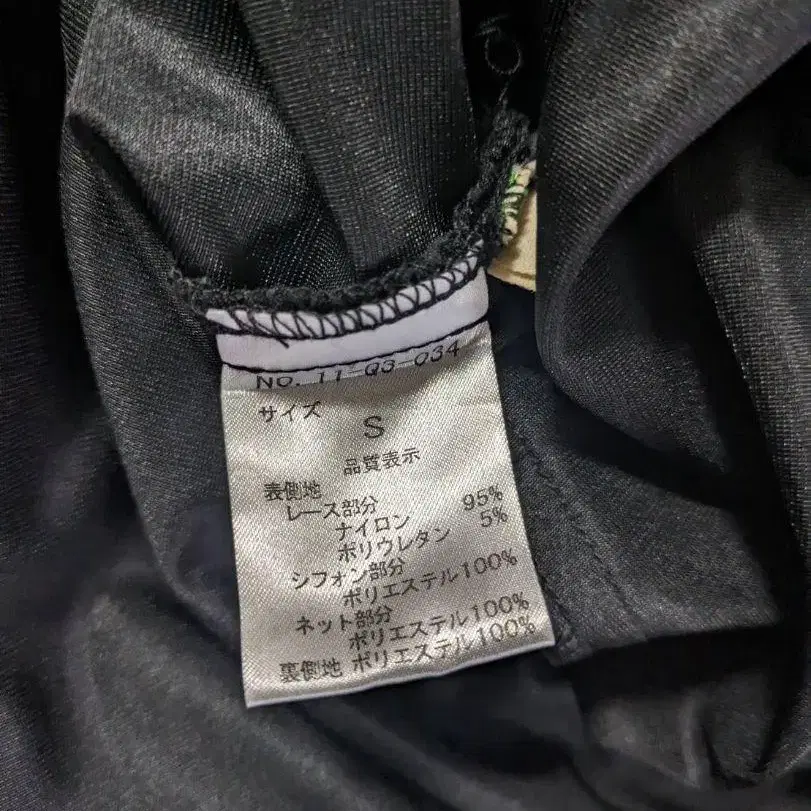 NO. 11-Q3-034
サイズ
S
品質表示
表側地
レース部分
ナイロン 95%
ポリウレタン 5%
シフォン部分
ポリエステル100%
ネット部分
ポリエステル100%
裏側地 ポリエステル100%